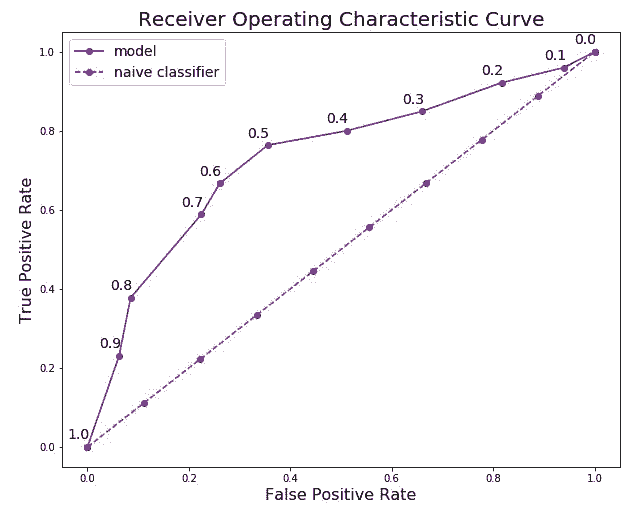 Receiver Operating Characteristic Curve
model
naive classifier
0.0
0.1
0.2
0.3
0.4
0.5
0.6
0.7
0.8
0.9
1.0
True Positive Rate
1.0
0.8
0.6
0.4
0.2
0.0
0.0 0.2 0.4 0.6 0.8 1.0
False Positive Rate